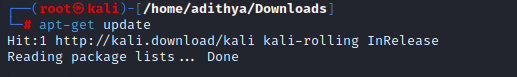 ┌──(root㉿kali)-[/home/adithya/Downloads]
└─# apt-get update
Hit:1 http://kali.download/kali kali-rolling InRelease
Reading package lists... Done